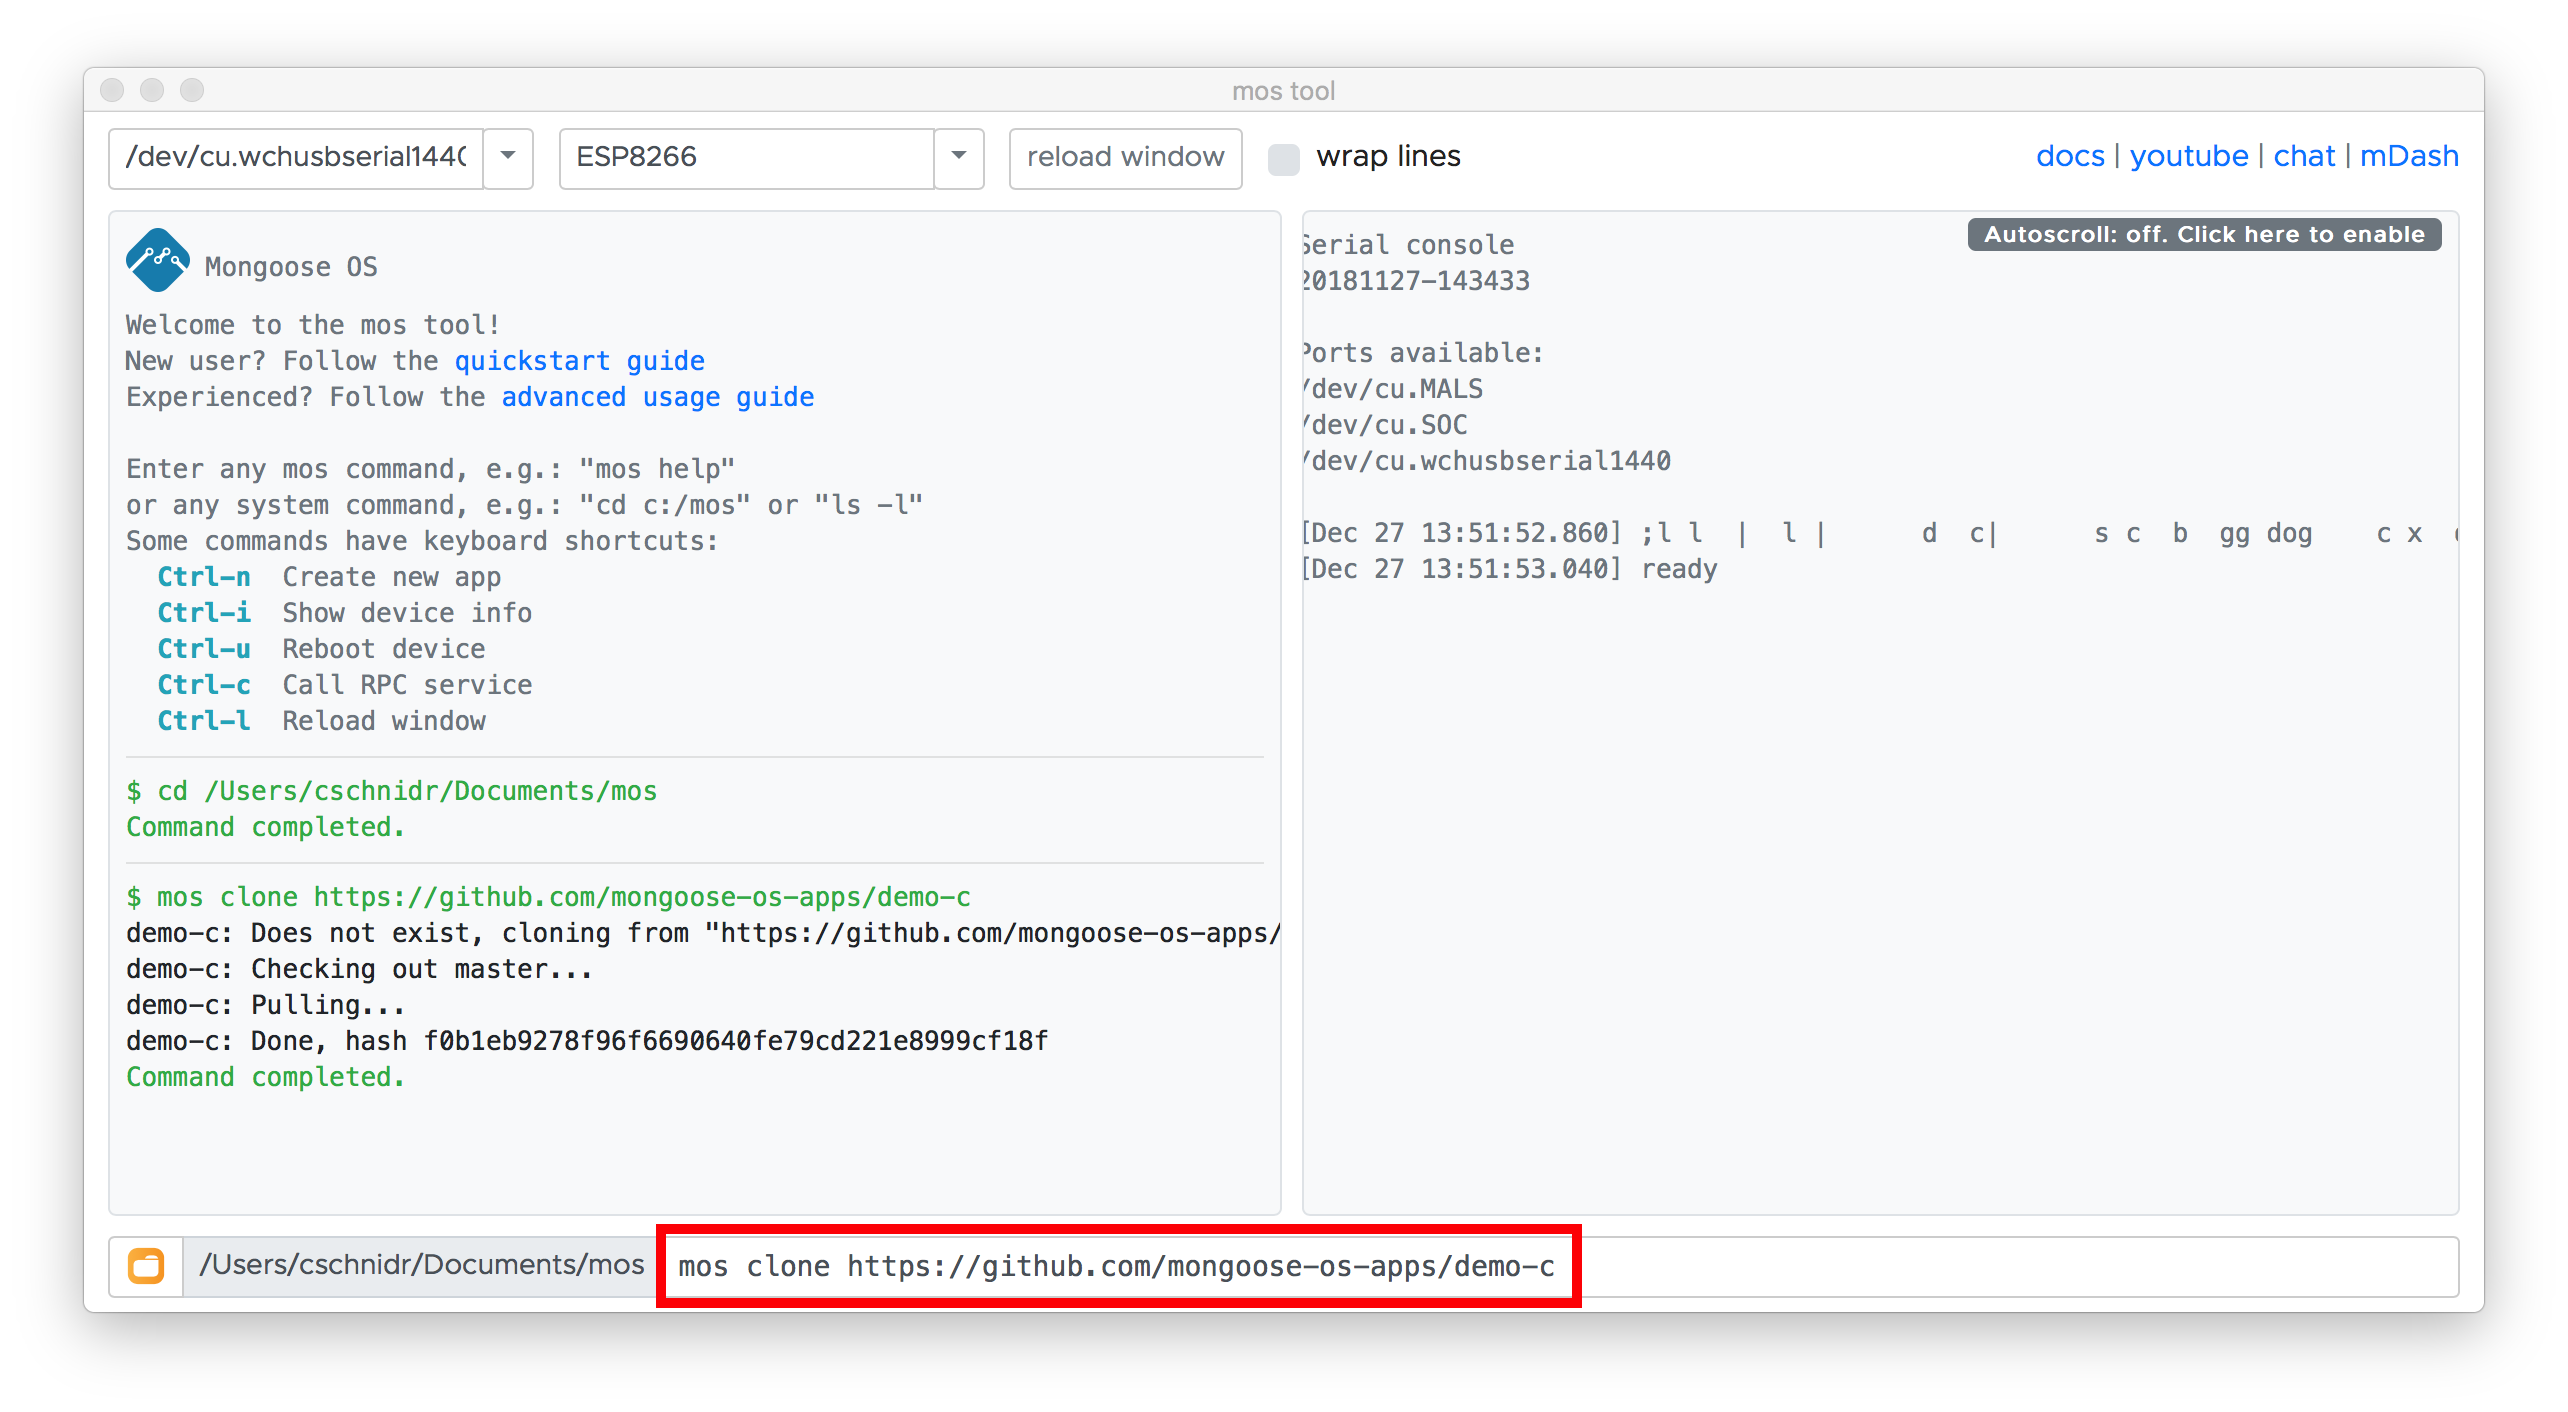 mos tool
/dev/cu.wchusbserial144
ESP8266
reload window
wrap lines
docs | youtube | chat | mDash
Mongoose OS
Welcome to the mos tool!
New user? Follow the quickstart guide
Experienced? Follow the advanced usage guide
Enter any mos command, e.g.: "mos help"
or any system command, e.g.: "cd c:/mos" or "ls -l"
Some commands have keyboard shortcuts:
Ctrl-n Create new app
Ctrl-i Show device info
Ctrl-u Reboot device
Ctrl-c Call RPC service
Ctrl-l Reload window
$ cd /Users/cschnidr/Documents/mos
Command completed.
$ mos clone https://github.com/mongoose-os-apps/demo-c
demo-c: Does not exist, cloning from "https://github.com/mongoose-os-apps/
demo-c: Checking out master...
demo-c: Pulling...
demo-c: Done, hash f0b1eb9278f96f6690640fe79cd221e8999cf18f
Command completed.
Autoscroll: off. Click here to enable
Serial console
20181127-143433
Ports available:
/dev/cu.MALS
/dev/cu.SOC
/dev/cu.wchusbserial1440
[Dec 27 13:51:52.860] ;l l | l | d c| s c b gg dog c x
[Dec 27 13:51:53.040] ready
/Users/cschnidr/Documents/mos
mos clone https://github.com/mongoose-os-apps/demo-c